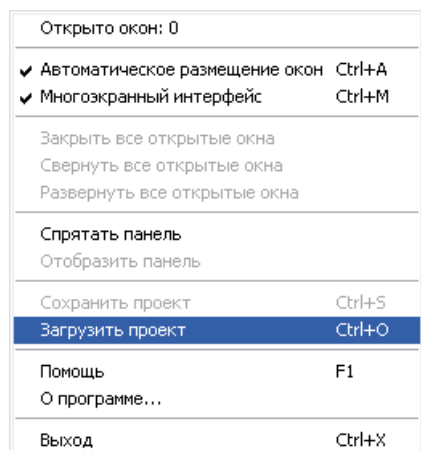 Открыто окон: 0
Автоматическое размещение окон Ctrl+A
Многоэкранный интерфейс Ctrl+M
Закрыть все открытые окна
Свернуть все открытые окна
Развернуть все открытые окна
Спрятать панель
Отобразить панель
Сохранить проект Ctrl+S
Загрузить проект Ctrl+O
Помощь F1
О программе...
Выход Ctrl+X